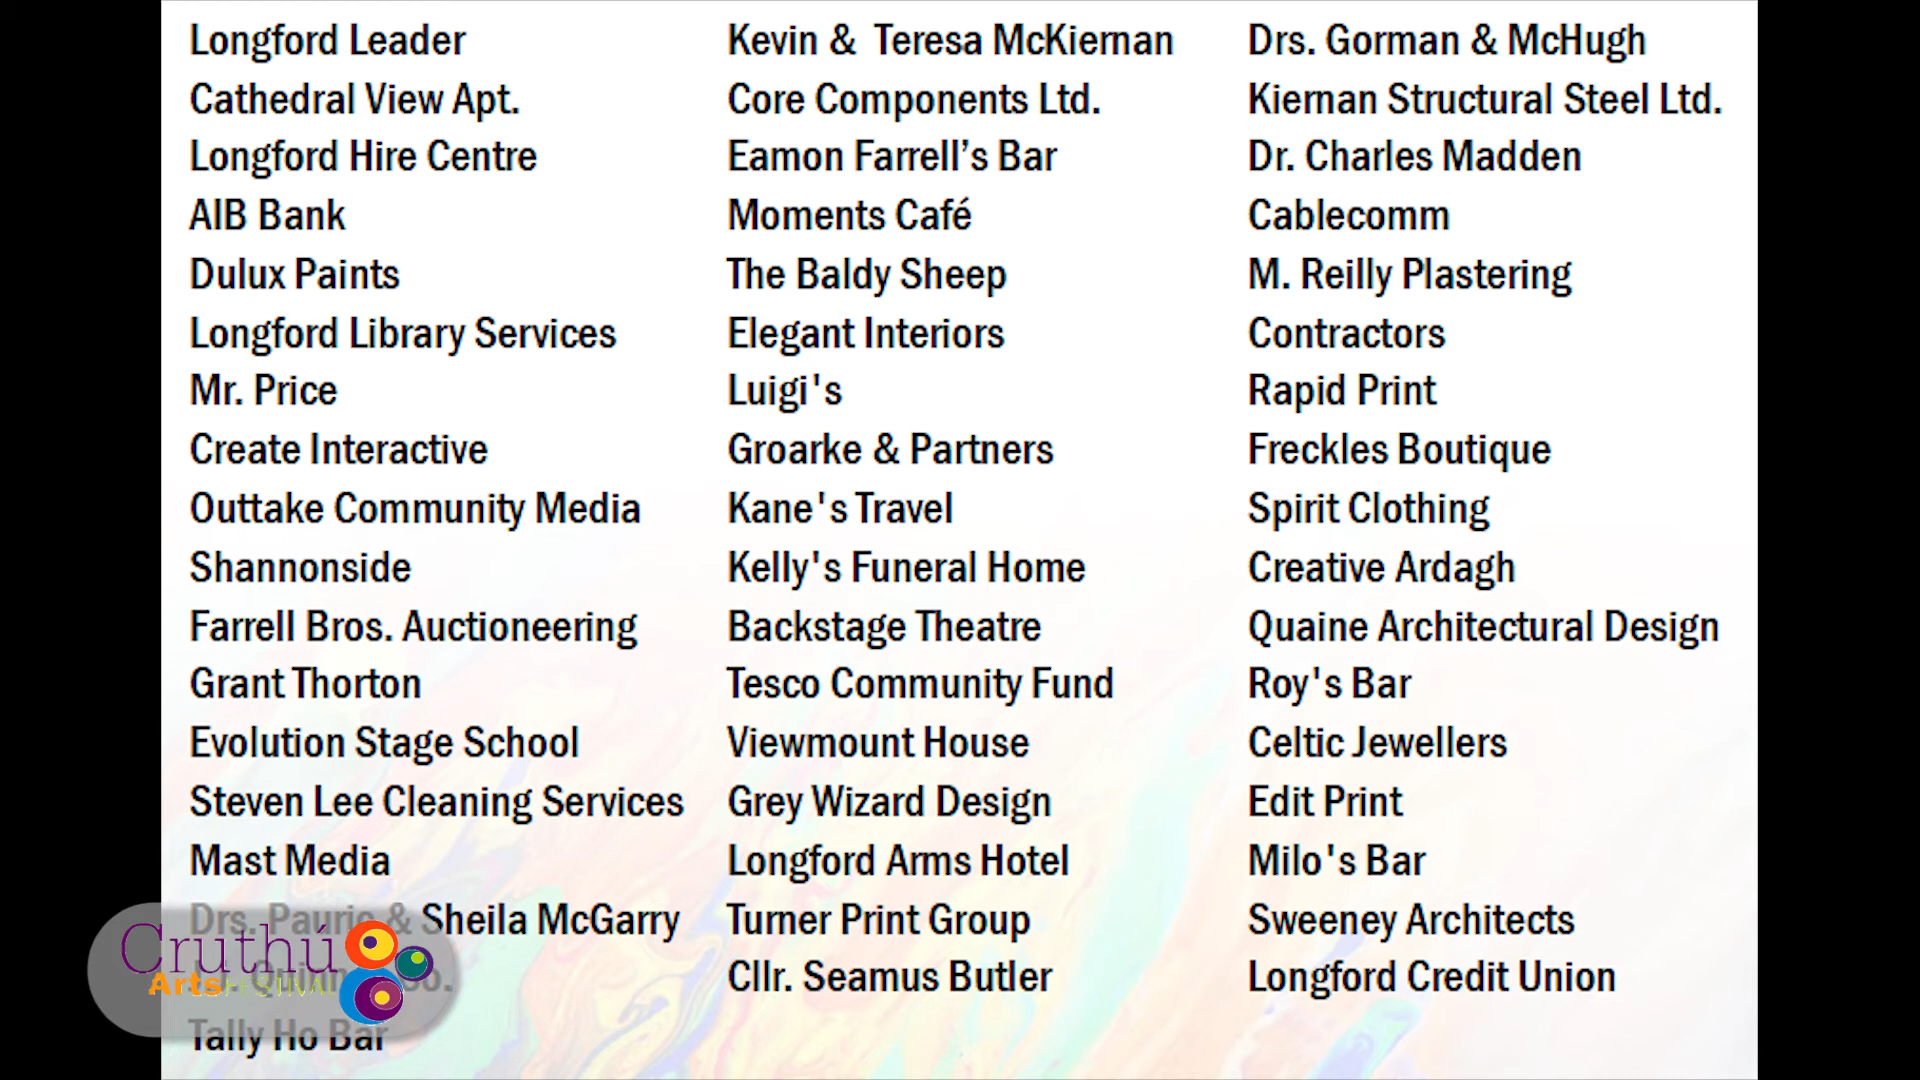 Longford Leader
Cathedral View Apt.
Longford Hire Centre
AIB Bank
Dulux Paints
Longford Library Services
Mr. Price
Create Interactive
Outtake Community Media
Shannonside
Farrell Bros. Auctioneering
Grant Thorton
Evolution Stage School
Steven Lee Cleaning Services
Mast Media
Drs. Pauric & Sheila McGarry
Quinn Co.
Tally Ho Bar
Kevin & Teresa McKiernan
Core Components Ltd.
Eamon Farrell’s Bar
Moments Café
The Baldy Sheep
Elegant Interiors
Luigi's
Groarke & Partners
Kane's Travel
Kelly's Funeral Home
Backstage Theatre
Tesco Community Fund
Viewmount House
Grey Wizard Design
Longford Arms Hotel
Turner Print Group
Cllr. Seamus Butler
Drs. Gorman & McHugh
Kiernan Structural Steel Ltd.
Dr. Charles Madden
Cablecomm
M. Reilly Plastering
Contractors
Rapid Print
Freckles Boutique
Spirit Clothing
Creative Ardagh
Quaine Architectural Design
Roy's Bar
Celtic Jewellers
Edit Print
Milo's Bar
Sweeney Architects
Longford Credit Union
Cruthú
Arts FESTIVAL